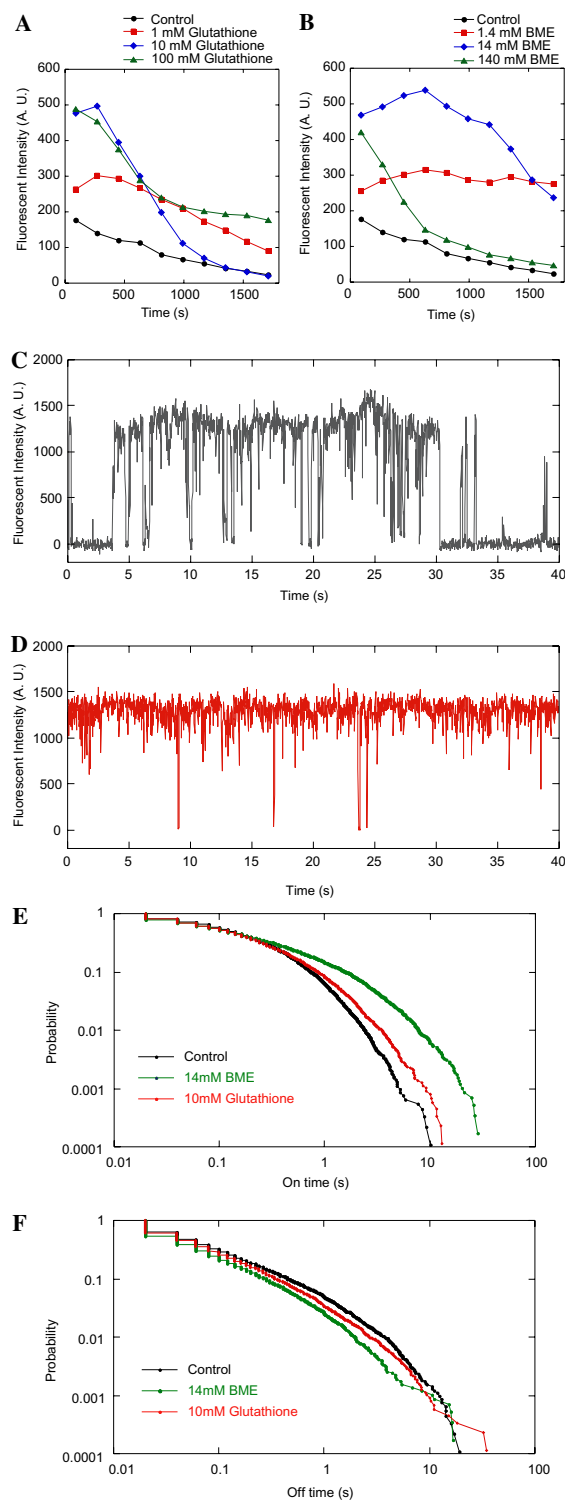 A
Control
1 mM Glutathione
10 mM Glutathione
100 mM Glutathione
600
500
400
300
200
100
0
0
500
1000
1500
Fluorescent Intensity (A. U.)
Time (s)
B
Control
1.4 mM BME
14 mM BME
140 mM BME
600
500
400
300
200
100
0
0
500
1000
1500
Fluorescent Intensity (A. U.)
Time (s)
C
2000
1500
1000
500
0
0
5
10
15
20
25
30
35
40
Fluorescent Intensity (A. U.)
Time (s)
D
2000
1500
1000
500
0
0
5
10
15
20
25
30
35
40
Fluorescent Intensity (A. U.)
Time (s)
E
1
0.1
0.01
0.001
0.0001
Probability
Control
14mM BME
10mM Glutathione
0.01
0.1
1
10
100
On time (s)
F
1
0.1
0.01
0.001
0.0001
Probability
Control
14mM BME
10mM Glutathione
0.01
0.1
1
10
100
Off time (s)